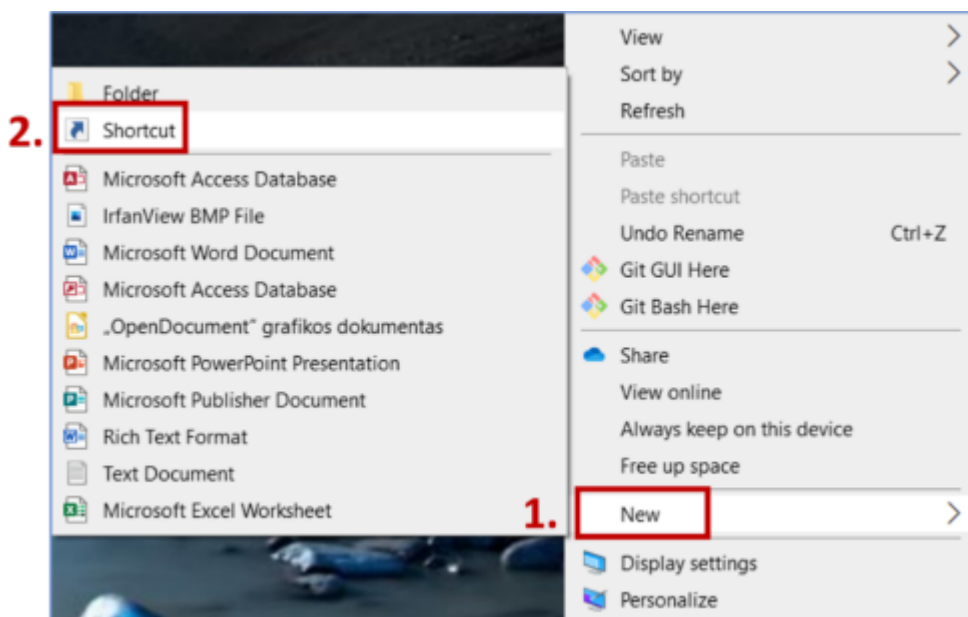 View
Sort by
Refresh
Paste
Paste shortcut
Undo Rename Ctrl+Z
Git GUI Here
Git Bash Here
Share
View online
Always keep on this device
Free up space
1. New
Display settings
Personalize
Folder
2. Shortcut
Microsoft Access Database
IrfanView BMP File
Microsoft Word Document
Microsoft Access Database
„OpenDocument“ grafikos dokumentas
Microsoft PowerPoint Presentation
Microsoft Publisher Document
Rich Text Format
Text Document
Microsoft Excel Worksheet